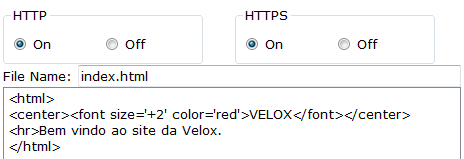 HTTP HTTPS
On Off On Off
File Name: index.html
<html>
<center><font size='+2' color='red'>VELOX</font></center>
<hr>Bem vindo ao site da Velox.
</html>